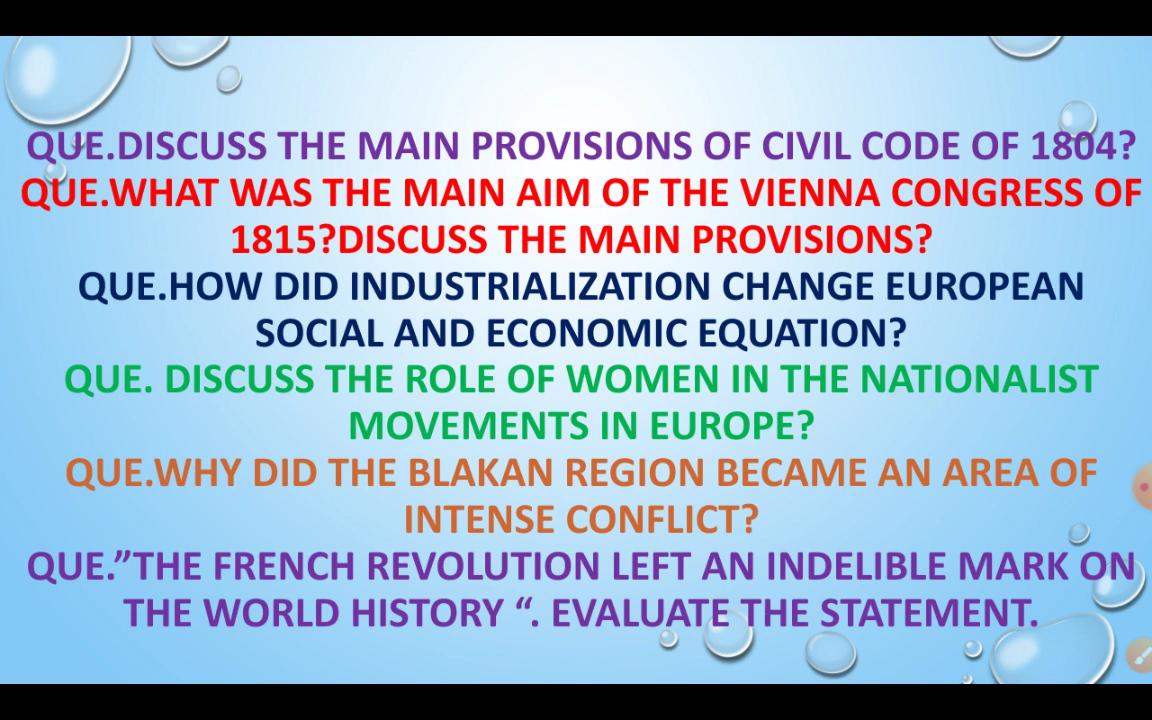 QUE.DISCUSS THE MAIN PROVISIONS OF CIVIL CODE OF 1804?
QUE.WHAT WAS THE MAIN AIM OF THE VIENNA CONGRESS OF
1815?DISCUSS THE MAIN PROVISIONS?
QUE.HOW DID INDUSTRIALIZATION CHANGE EUROPEAN
SOCIAL AND ECONOMIC EQUATION?
QUE. DISCUSS THE ROLE OF WOMEN IN THE NATIONALIST
MOVEMENTS IN EUROPE?
QUE.WHY DID THE BLAKAN REGION BECAME AN AREA OF
INTENSE CONFLICT?
QUE.”THE FRENCH REVOLUTION LEFT AN INDELIBLE MARK ON
THE WORLD HISTORY “. EVALUATE THE STATEMENT.